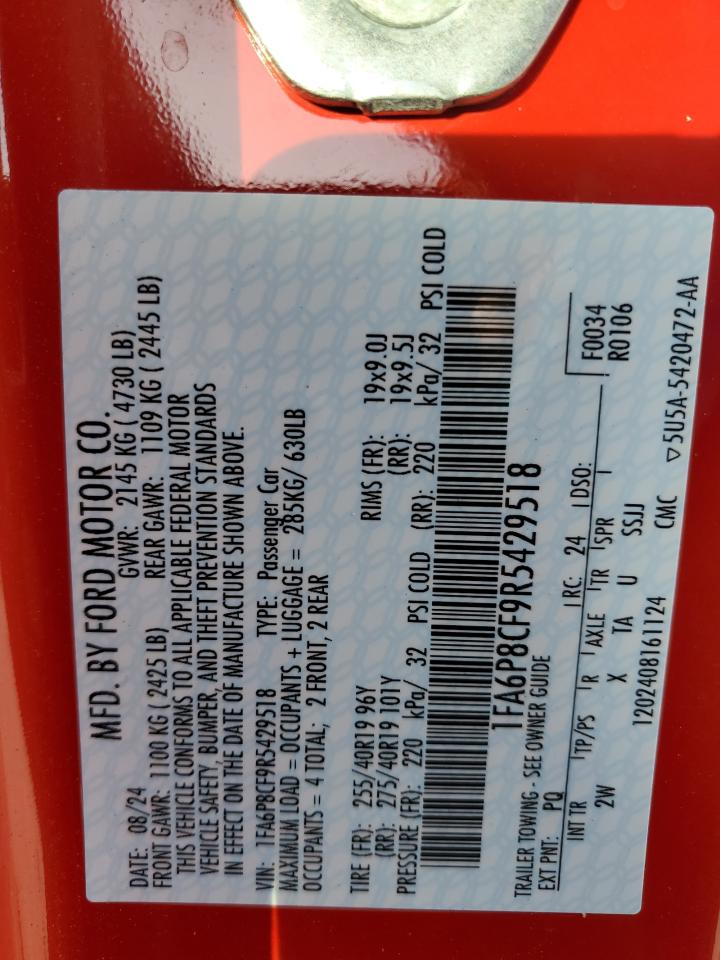 MFD. BY FORD MOTOR CO.
DATE: 08/24 GVWR: 2145 KG ( 4730 LB)
FRONT GAWR: 1100 KG ( 2425 LB) REAR GAWR: 1109 KG ( 2445 LB)
THIS VEHICLE CONFORMS TO ALL APPLICABLE FEDERAL MOTOR
VEHICLE SAFETY, BUMPER, AND THEFT PREVENTION STANDARDS
IN EFFECT ON THE DATE OF MANUFACTURE SHOWN ABOVE.
VIN: 1FA6P8CF9R5429518 TYPE: Passenger Car
MAXIMUM LOAD = OCCUPANTS + LUGGAGE = 285KG/ 630LB
OCCUPANTS = 4 TOTAL; 2 FRONT, 2 REAR
TIRE (FR): 255/40R19 96Y RIMS (FR): 19x9.0J
(RR): 275/40R19 101Y (RR): 19x9.5J
PRESSURE (FR): 220 kPa/ 32 PSI COLD (RR): 220 kPa/ 32 PSI COLD
1FA6P8CF9R5429518
TRAILER TOWING - SEE OWNER GUIDE
EXT PNT: PQ RC: 24 DSO: F0034
R0106
INT TR TP/PS R AXLE TR SPR
2W X TA U SSJJ
1202408161124 CMC ▽5U5A-5420472-AA